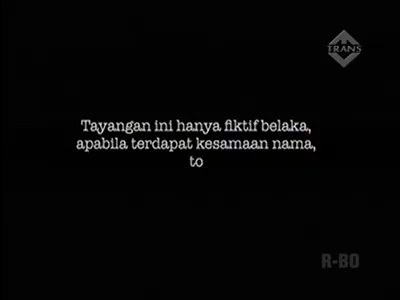 TRANS
Tayangan ini hanya fiktif belaka,
apabila terdapat kesamaan nama,
to
R-BO